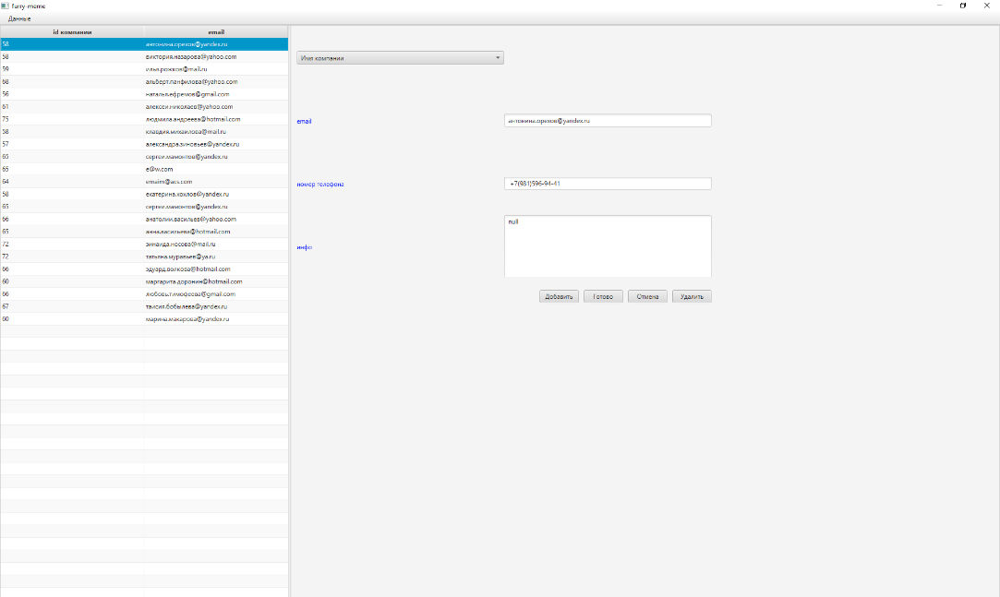 furry-meme
Данные
id компании email
58 антонина.орехов@yandex.ru
58 виктория.назарова@yahoo.com
59 илья.рожков@mail.ru
68 альберт.панфилова@yahoo.com
56 наталья.ефремов@gmail.com
61 алексей.николаев@yahoo.com
75 людмила.андреева@hotmail.com
58 клавдия.михайлова@mail.ru
57 александра.зиновьев@yandex.ru
65 сергей.мамонтов@yandex.ru
65 e@w.com
64 emaim@acs.com
58 екатерина.хохлов@yandex.ru
65 сергей.мамонтов@yandex.ru
66 анатолий.васильев@yahoo.com
65 анна.васильева@hotmail.com
72 зинаида.носова@mail.ru
72 татьяна.муравьев@ya.ru
66 эдуард.волкова@hotmail.com
60 маргарита.доронин@hotmail.com
66 любовь.тимофеева@gmail.com
67 таисия.бобылева@yandex.ru
60 марина.макарова@yandex.ru
Имя компании
email антонина.орехов@yandex.ru
номер телефона +7(981)596-94-41
инфо null
Добавить Готово Отмена Удалить